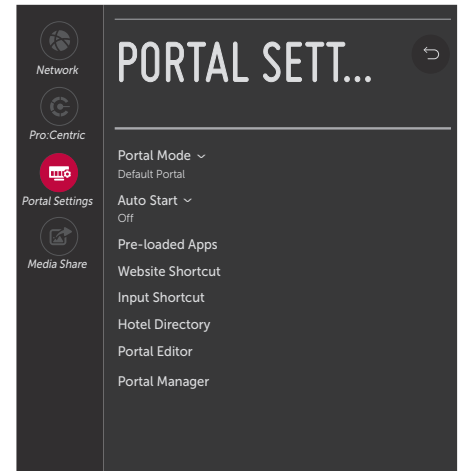 Network
Pro:Centric
Portal Settings
Media Share
PORTAL SETT...
Portal Mode
Default Portal
Auto Start
Off
Pre-loaded Apps
Website Shortcut
Input Shortcut
Hotel Directory
Portal Editor
Portal Manager